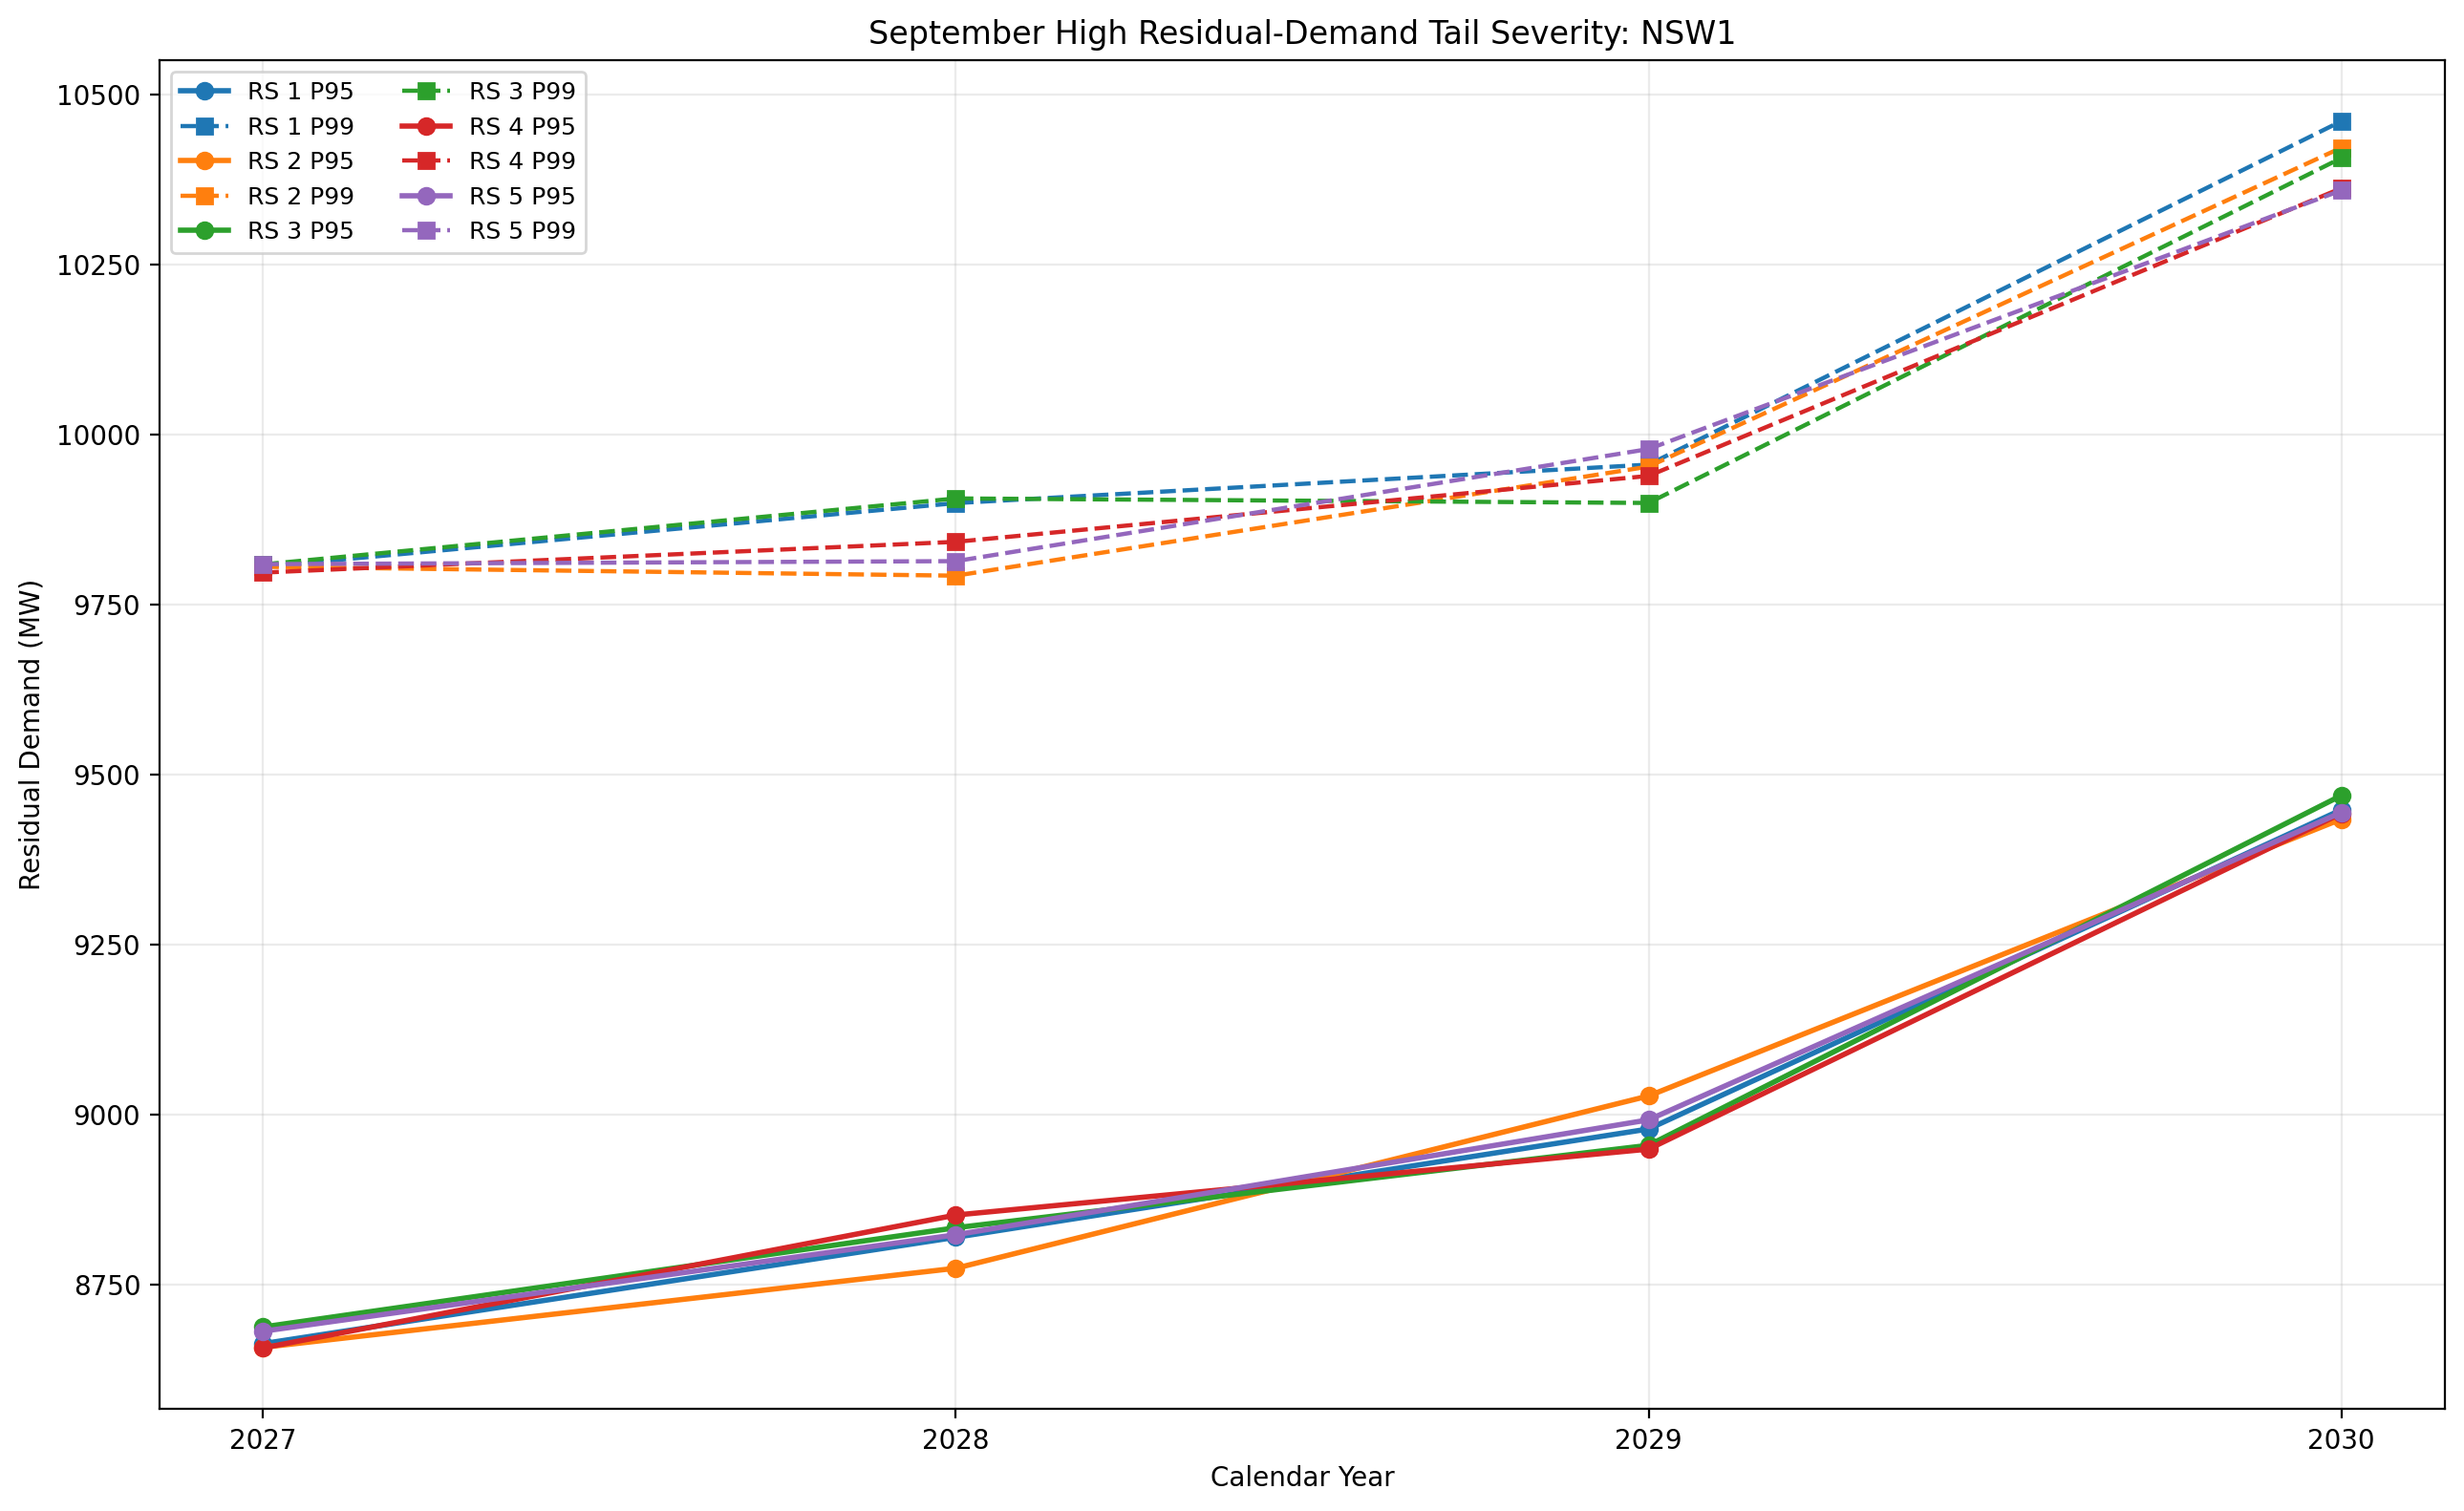 September High Residual-Demand Tail Severity: NSW1
RS 1 P95
RS 1 P99
RS 2 P95
RS 2 P99
RS 3 P95
RS 3 P99
RS 4 P95
RS 4 P99
RS 5 P95
RS 5 P99
Residual Demand (MW)
10500
10250
10000
9750
9500
9250
9000
8750
2027
2028
2029
2030
Calendar Year